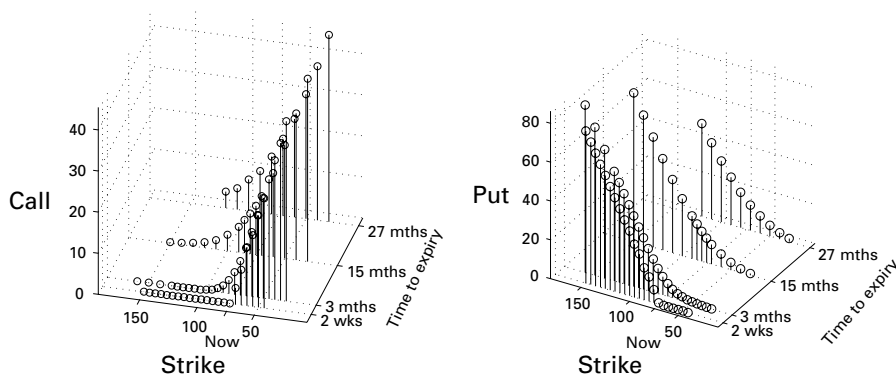 40
30
20
10
0
Call
150
100
50
Now
Strike
27 mths
15 mths
3 mths
2 wks
Time to expiry
80
60
40
20
0
Put
150
100
50
Now
Strike
27 mths
15 mths
3 mths
2 wks
Time to expiry